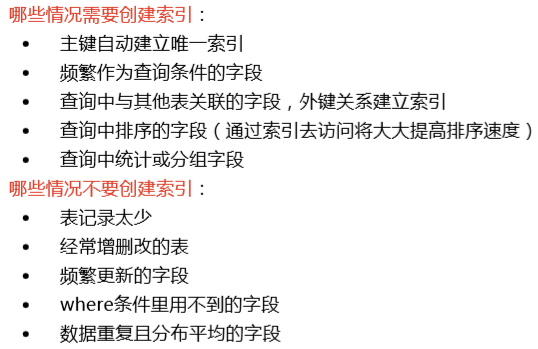 哪些情况需要创建索引：
• 主键自动建立唯一索引
• 频繁作为查询条件的字段
• 查询中与其他表关联的字段，外键关系建立索引
• 查询中排序的字段（通过索引去访问将大大提高排序速度）
• 查询中统计或分组字段
哪些情况不要创建索引：
• 表记录太少
• 经常增删改的表
• 频繁更新的字段
• where条件里用不到的字段
• 数据重复且分布平均的字段